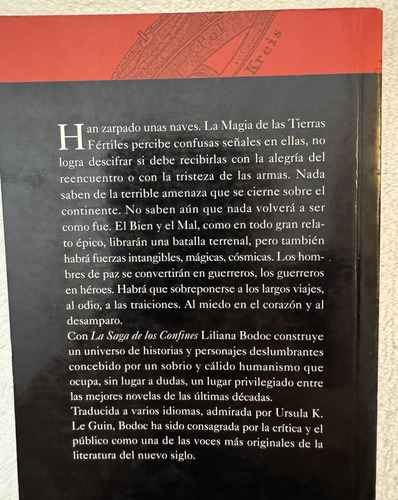 Kreis
Han zarpado unas naves. La Magia de las Tierras
Fértiles percibe confusas señales en ellas, no
logra descifrar si debe recibirlas con la alegría del
reencuentro o con la tristeza de las armas. Nada
saben de la terrible amenaza que se cierne sobre el
continente. No saben aún que nada volverá a ser
como fue. El Bien y el Mal, como en todo gran rela-
to épico, librarán una batalla terrenal, pero también
habrá fuerzas intangibles, mágicas, cósmicas. Los hom-
bres de paz se convertirán en guerreros, los guerreros
en héroes. Habrá que sobreponerse a los largos viajes,
al odio, a las traiciones. Al miedo en el corazón y al
desamparo.
Con La Saga de los Confines Liliana Bodoc construye
un universo de historias y personajes deslumbrantes
concebido por un sobrio y cálido humanismo que
ocupa, sin lugar a dudas, un lugar privilegiado entre
las mejores novelas de las últimas décadas.
Traducida a varios idiomas, admirada por Ursula K.
Le Guin, Bodoc ha sido consagrada por la crítica y el
público como una de las voces más originales de la
literatura del nuevo siglo.